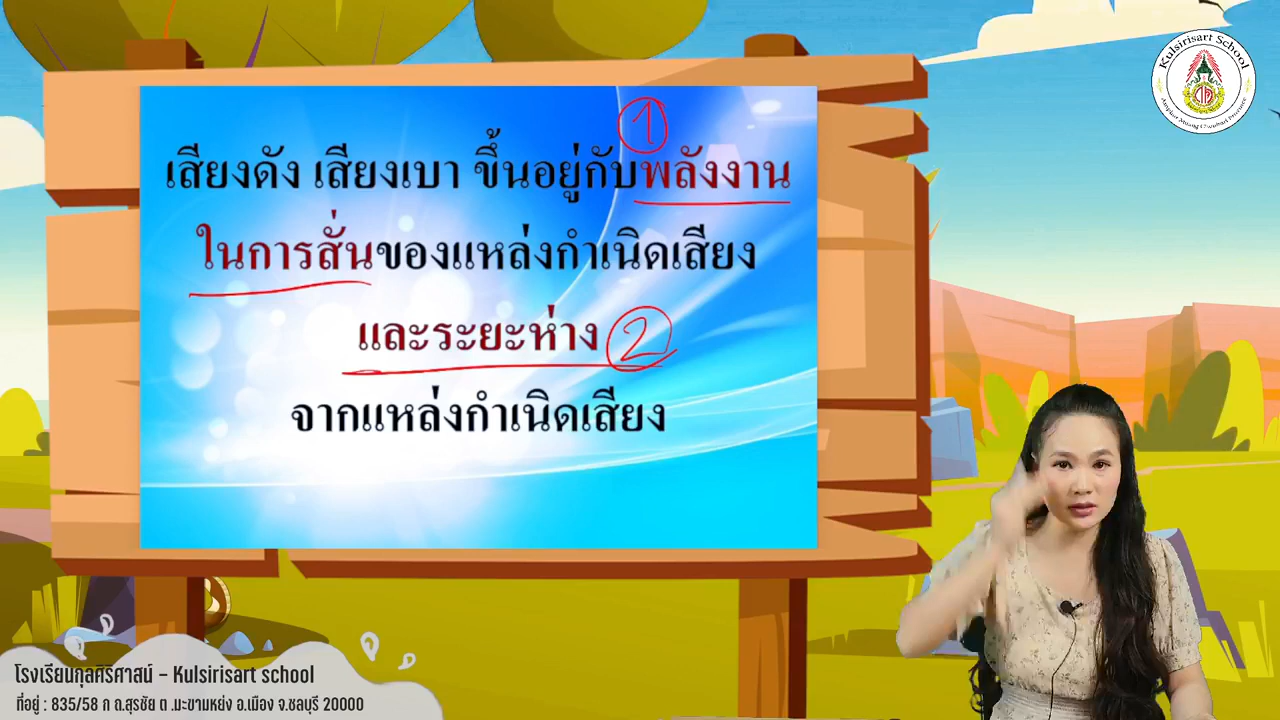 Kulsirisart School
①
เสียงดัง เสียงเบา ขึ้นอยู่กับพลังงาน
ในการสั่นของแหล่งกำเนิดเสียง
และระยะห่าง ②
จากแหล่งกำเนิดเสียง
โรงเรียนกุลศิริศาสน์ - Kulsirisart school
ที่อยู่ : 835/58 ก ถ.สุรชัย ต .มะขามหย่ง อ.เมือง จ.ชลบุรี 20000